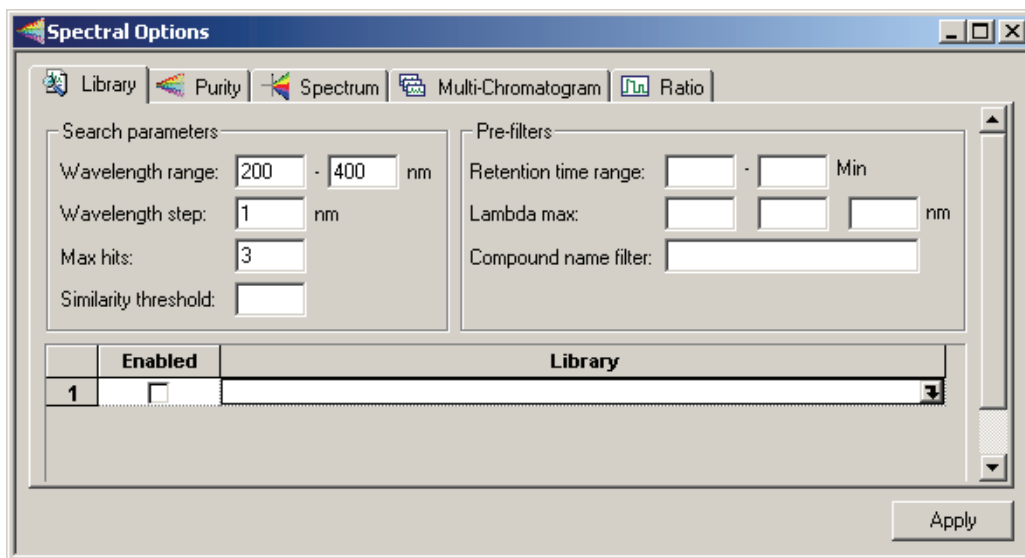 Spectral Options
Library Purity Spectrum Multi-Chromatogram Ratio
Search parameters
Wavelength range: 200 - 400 nm
Wavelength step: 1 nm
Max hits: 3
Similarity threshold:
Pre-filters
Retention time range: - Min
Lambda max: nm
Compound name filter:
Enabled Library
1
Apply